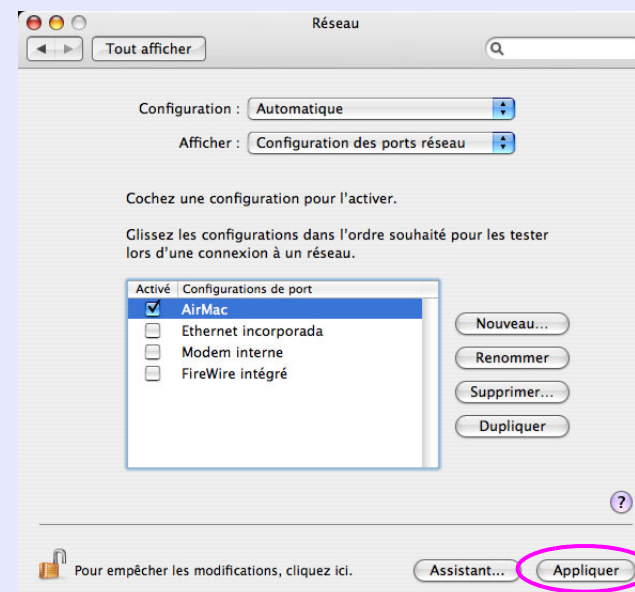 Réseau
Tout afficher
Configuration : Automatique
Afficher : Configuration des ports réseau
Cochez une configuration pour l'activer.
Glissez les configurations dans l'ordre souhaité pour les tester
lors d'une connexion à un réseau.
Activé Configurations de port
AirMac
Ethernet incorporada
Modem interne
FireWire intégré
Nouveau...
Renommer
Supprimer...
Dupliquer
?
Pour empêcher les modifications, cliquez ici.
Assistant... Appliquer